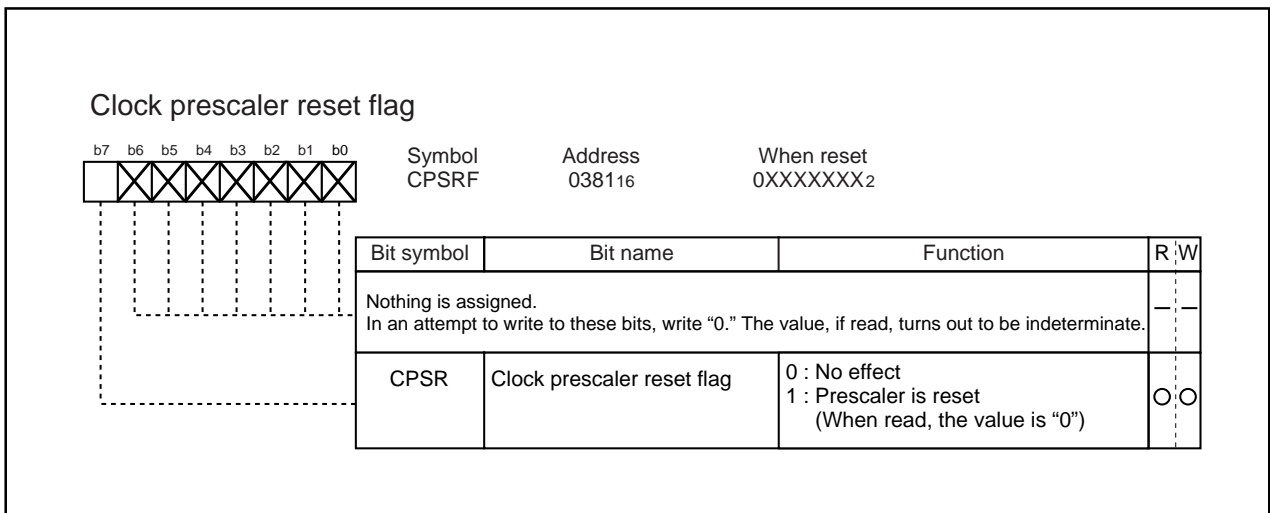 Clock prescaler reset flag
b7 b6 b5 b4 b3 b2 b1 b0
Symbol Address When reset
CPSRF 038116 0XXXXXXX2
Bit symbol Bit name Function R W
Nothing is assigned.
In an attempt to write to these bits, write “0.” The value, if read, turns out to be indeterminate.
— —
CPSR Clock prescaler reset flag 0 : No effect
1 : Prescaler is reset
(When read, the value is “0”)
O O